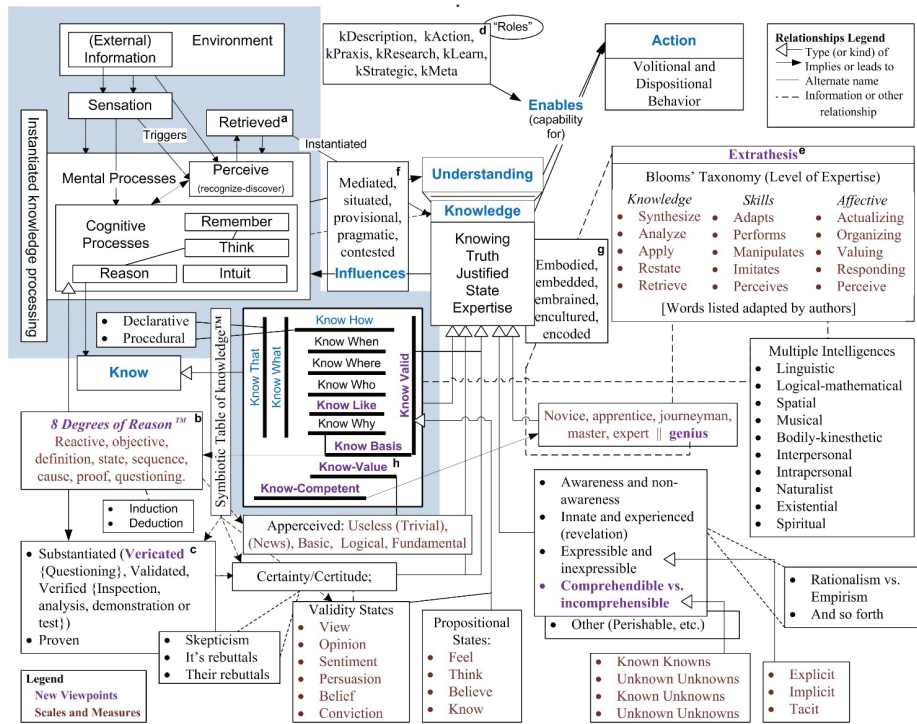 (External)
Information
Environment
Sensation
Triggers
Retrieved a
Instantiated
Instantiated knowledge processing
Mental Processes
Perceive
(recognize-discover)
Cognitive
Processes
Remember
Think
Reason
Intuit
kDescription, kAction, d
kPraxis, kResearch, kLearn,
kStrategic, kMeta
“Roles”
Enables
(capability
for)
Action
Volitional and
Dispositional
Behavior
Relationships Legend
Type (or kind) of
Implies or leads to
Alternate name
Information or other
relationship
f
Mediated,
situated,
provisional,
pragmatic,
contested
Influences
Understanding
Knowledge
Knowing
Truth
Justified
State
Expertise
g
Embodied,
embedded,
embrained,
encultured,
encoded
Extrathesis e
Blooms’ Taxonomy (Level of Expertise)
Knowledge
• Synthesize
• Analyze
• Apply
• Restate
• Retrieve
Skills
• Adapts
• Performs
• Manipulates
• Imitates
• Perceives
Affective
• Actualizing
• Organizing
• Valuing
• Responding
• Perceive
[Words listed adapted by authors]
• Declarative
• Procedural
Know
Symbiotic Table of knowledge™
Know That
Know What
Know How
Know When
Know Where
Know Who
Know Like
Know Why
Know Basis
Know Valid
Know-Value h
Know-Competent
Multiple Intelligences
• Linguistic
• Logical-mathematical
• Spatial
• Musical
• Bodily-kinesthetic
• Interpersonal
• Intrapersonal
• Naturalist
• Existential
• Spiritual
8 Degrees of Reason™ b
Reactive, objective,
definition, state, sequence,
cause, proof, questioning.
• Induction
• Deduction
Novice, apprentice, journeyman,
master, expert || genius
Apperceived: Useless (Trivial),
(News), Basic, Logical, Fundamental
• Substantiated (Vericated c
{Questioning}, Validated,
Verified {Inspection,
analysis, demonstration or
test})
• Proven
Certainty/Certitude;
• Skepticism
• It’s rebuttals
• Their rebuttals
Validity States
• View
• Opinion
• Sentiment
• Persuasion
• Belief
• Conviction
Propositional
States:
• Feel
• Think
• Believe
• Know
• Awareness and non-
awareness
• Innate and experienced
(revelation)
• Expressible and
inexpressible
• Comprehendible vs.
incomprehensible
• Other (Perishable, etc.)
• Rationalism vs.
Empirism
• And so forth
• Known Knowns
• Unknown Unknowns
• Known Unknowns
• Unknown Unknowns
• Explicit
• Implicit
• Tacit
Legend
New Viewpoints
Scales and Measures